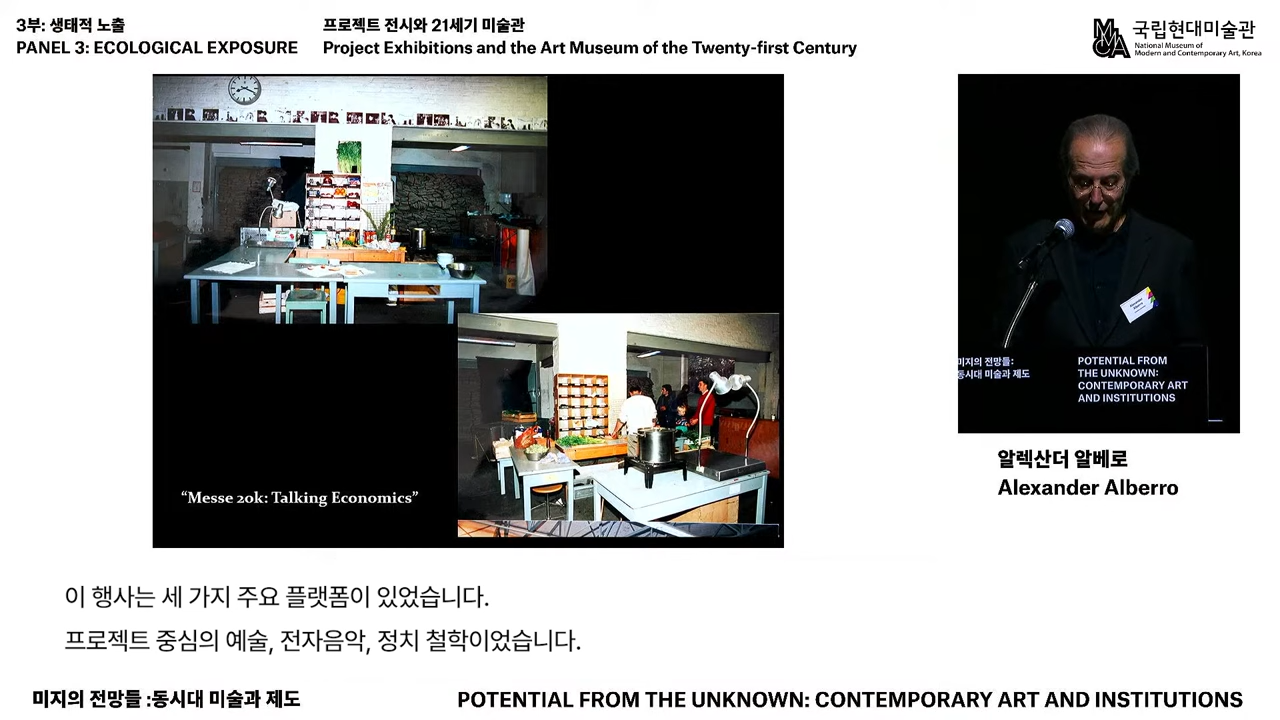 3부: 생태적 노출
PANEL 3: ECOLOGICAL EXPOSURE
프로젝트 전시와 21세기 미술관
Project Exhibitions and the Art Museum of the Twenty-first Century
국립현대미술관
National Museum of
Modern and Contemporary Art, Korea
“Messe 20k: Talking Economics”
미지의 전망들:
동시대 미술과 제도
POTENTIAL FROM
THE UNKNOWN:
CONTEMPORARY ART
AND INSTITUTIONS
알렉산더 알베로
Alexander Alberro
이 행사는 세 가지 주요 플랫폼이 있었습니다.
프로젝트 중심의 예술, 전자음악, 정치 철학이었습니다.
미지의 전망들 :동시대 미술과 제도
POTENTIAL FROM THE UNKNOWN: CONTEMPORARY ART AND INSTITUTIONS